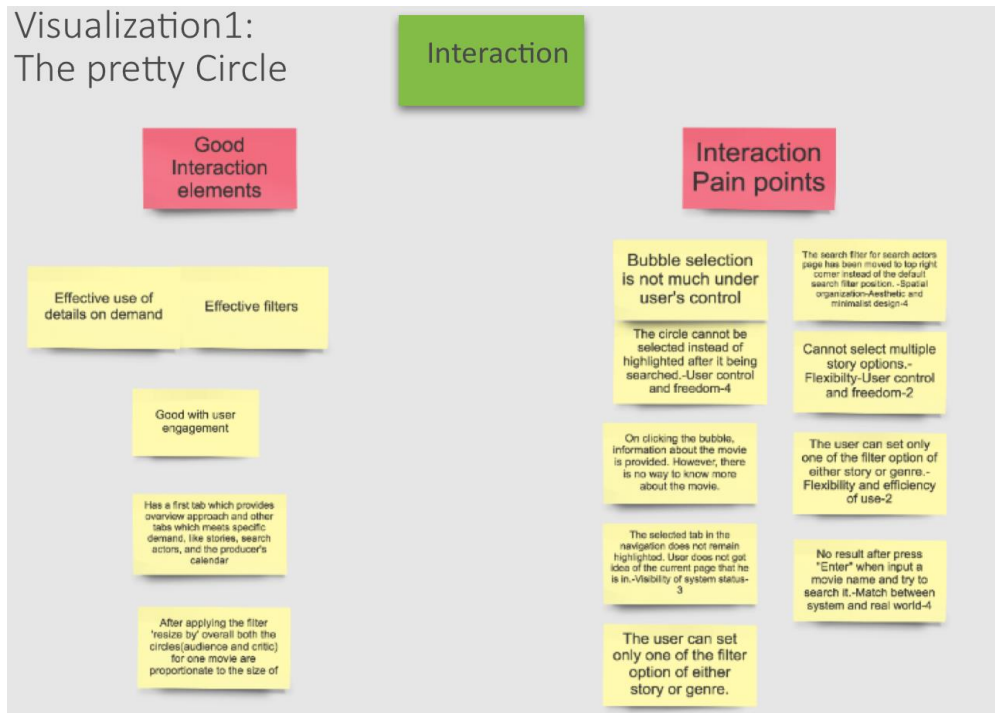 Visualization1:
The pretty Circle
Interaction
Good
Interaction
elements
Effective use of
details on demand
Effective filters
Good with user
engagement
Has a first tab which provides
overview approach and other
tabs which meets specific
demand, like stories, search
actors, and the producer's
calendar
After applying the filter
'resize by' overall both the
circles(audience and critic)
for one movie are
proportionate to the size of
Interaction
Pain points
Bubble selection
is not much under
user's control
The circle cannot be
selected instead of
highlighted after it being
searched.-User control
and freedom-4
On clicking the bubble,
information about the movie
is provided. However, there
is no way to know more
about the movie.
The selected tab in the
navigation does not remain
highlighted. User does not get
idea of the current page that he
is in.-Visibility of system status-
3
The user can set
only one of the filter
option of either
story or genre.
The search filter for search actors
page has been moved to top right
corner instead of the default
search filter position. -Spatial
organization-Aesthetic and
minimalist design-4
Cannot select multiple
story options.-
Flexibilty-User control
and freedom-2
The user can set only
one of the filter option of
either story or genre.-
Flexibility and efficiency
of use-2
No result after press
"Enter" when input a
movie name and try to
search it.-Match between
system and real world-4